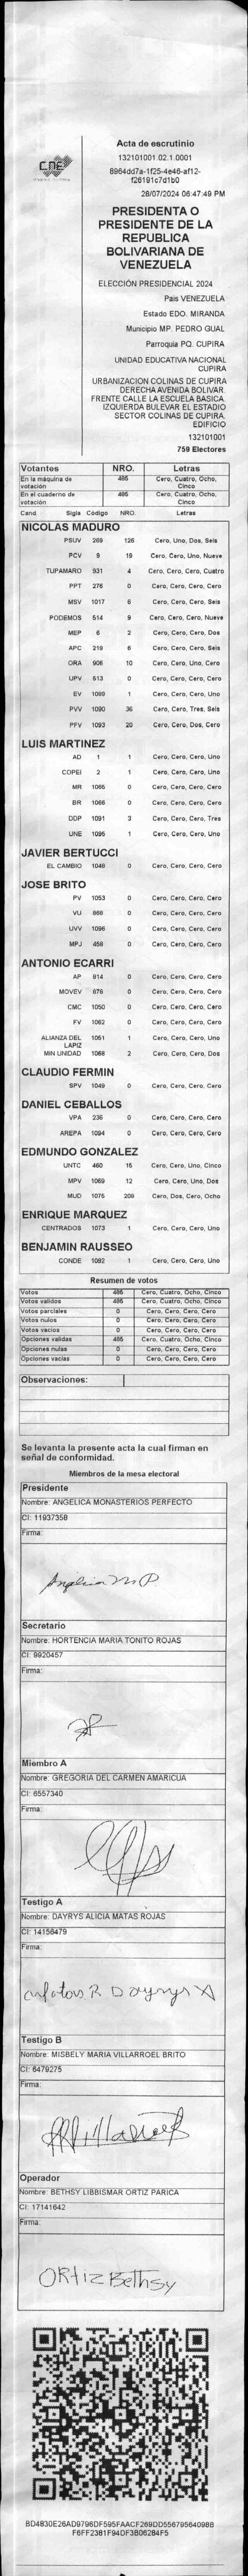 CNE
Acta de escrutinio
132101001.02.1.0001
8964dd7a-1f25-4e46-af12-
f26191c7d1b0
28/07/2024 06:47:49 PM
PRESIDENTA O
PRESIDENTE DE LA
REPUBLICA
BOLIVARIANA DE
VENEZUELA
ELECCIÓN PRESIDENCIAL 2024
Pais VENEZUELA
Estado EDO. MIRANDA
Municipio MP. PEDRO GUAL
Parroquia PQ. CUPIRA
UNIDAD EDUCATIVA NACIONAL
CUPIRA
URBANIZACION COLINAS DE CUPIRA
DERECHA AVENIDA BOLIVAR.
FRENTE CALLE LA ESCUELA BASICA.
IZQUIERDA BULEVAR EL ESTADIO
SECTOR COLINAS DE CUPIRA.
EDIFICIO
132101001
759 Electores
Votantes NRO. Letras
En la máquina de votación 485 Cero, Cuatro, Ocho, Cinco
En el cuaderno de votación 485 Cero, Cuatro, Ocho, Cinco
Cand. Sigla Código NRO. Letras
NICOLAS MADURO
PSUV 269 126 Cero, Uno, Dos, Seis
PCV 9 19 Cero, Cero, Uno, Nueve
TUPAMARO 931 4 Cero, Cero, Cero, Cuatro
PPT 276 0 Cero, Cero, Cero, Cero
MSV 1017 6 Cero, Cero, Cero, Seis
PODEMOS 514 9 Cero, Cero, Cero, Nueve
MEP 6 2 Cero, Cero, Cero, Dos
APC 219 6 Cero, Cero, Cero, Seis
ORA 906 10 Cero, Cero, Uno, Cero
UPV 613 0 Cero, Cero, Cero, Cero
EV 1089 1 Cero, Cero, Cero, Uno
PVV 1090 36 Cero, Cero, Tres, Seis
PFV 1093 20 Cero, Cero, Dos, Cero
LUIS MARTINEZ
AD 1 1 Cero, Cero, Cero, Uno
COPEI 2 1 Cero, Cero, Cero, Uno
MR 1065 0 Cero, Cero, Cero, Cero
BR 1066 0 Cero, Cero, Cero, Cero
DDP 1091 3 Cero, Cero, Cero, Tres
UNE 1095 1 Cero, Cero, Cero, Uno
JAVIER BERTUCCI
EL CAMBIO 1048 0 Cero, Cero, Cero, Cero
JOSE BRITO
PV 1053 0 Cero, Cero, Cero, Cero
VU 868 0 Cero, Cero, Cero, Cero
UVV 1096 0 Cero, Cero, Cero, Cero
MPJ 458 0 Cero, Cero, Cero, Cero
ANTONIO ECARRI
AP 814 0 Cero, Cero, Cero, Cero
MOVEV 878 0 Cero, Cero, Cero, Cero
CMC 1050 0 Cero, Cero, Cero, Cero
FV 1062 0 Cero, Cero, Cero, Cero
ALIANZA DEL LAPIZ 1051 1 Cero, Cero, Cero, Uno
MIN UNIDAD 1068 2 Cero, Cero, Cero, Dos
CLAUDIO FERMIN
SPV 1049 0 Cero, Cero, Cero, Cero
DANIEL CEBALLOS
VPA 236 0 Cero, Cero, Cero, Cero
AREPA 1094 0 Cero, Cero, Cero, Cero
EDMUNDO GONZALEZ
UNTC 460 15 Cero, Cero, Uno, Cinco
MPV 1069 12 Cero, Cero, Uno, Dos
MUD 1075 208 Cero, Dos, Cero, Ocho
ENRIQUE MARQUEZ
CENTRADOS 1073 1 Cero, Cero, Cero, Uno
BENJAMIN RAUSSEO
CONDE 1092 1 Cero, Cero, Cero, Uno
Resumen de votos
Votos 485 Cero, Cuatro, Ocho, Cinco
Votos validos 485 Cero, Cuatro, Ocho, Cinco
Votos parciales 0 Cero, Cero, Cero, Cero
Votos nulos 0 Cero, Cero, Cero, Cero
Votos vacios 0 Cero, Cero, Cero, Cero
Opciones validas 485 Cero, Cuatro, Ocho, Cinco
Opciones nulas 0 Cero, Cero, Cero, Cero
Opciones vacias 0 Cero, Cero, Cero, Cero
Observaciones:
Se levanta la presente acta la cual firman en
señal de conformidad.
Miembros de la mesa electoral
Presidente
Nombre: ANGELICA MONASTERIOS PERFECTO
CI: 11937358
Firma:
Angelica M P
Secretario
Nombre: HORTENCIA MARIA TONITO ROJAS
CI: 9920457
Firma:
Miembro A
Nombre: GREGORIA DEL CARMEN AMARICUA
CI: 6557340
Firma:
Testigo A
Nombre: DAYRYS ALICIA MATAS ROJAS
CI: 14156479
Firma:
Matas R Dayrys A
Testigo B
Nombre: MISBELY MARIA VILLARROEL BRITO
CI: 6479275
Firma:
Operador
Nombre: BETHSY LIBBISMAR ORTIZ PARICA
CI: 17141642
Firma:
ORtiz Bethsy
BD4830E26AD9796DF595FAACF269DD556795640988
F6FF2381F94DF3B06284F5